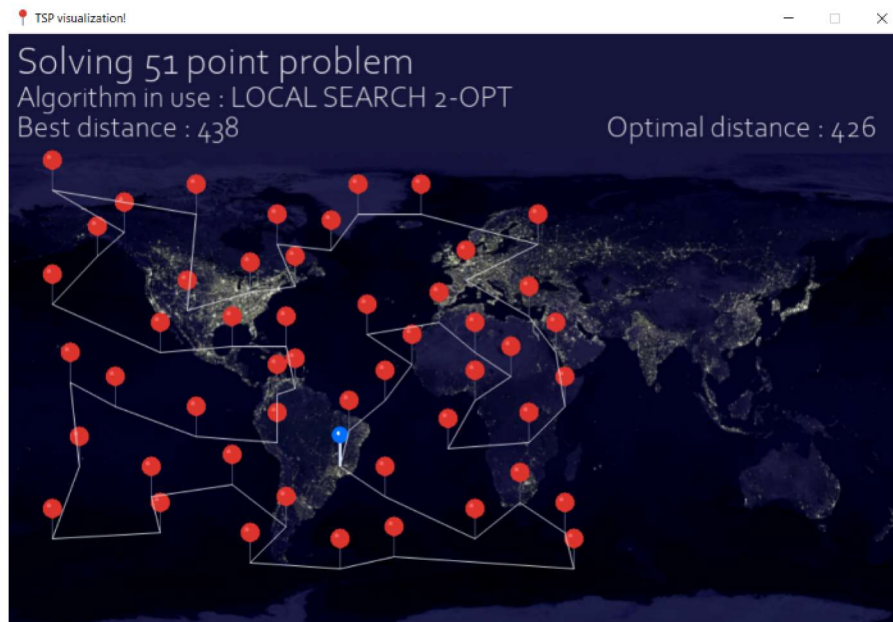 TSP visualization!
Solving 51 point problem
Algorithm in use : LOCAL SEARCH 2-OPT
Best distance : 438
Optimal distance : 426